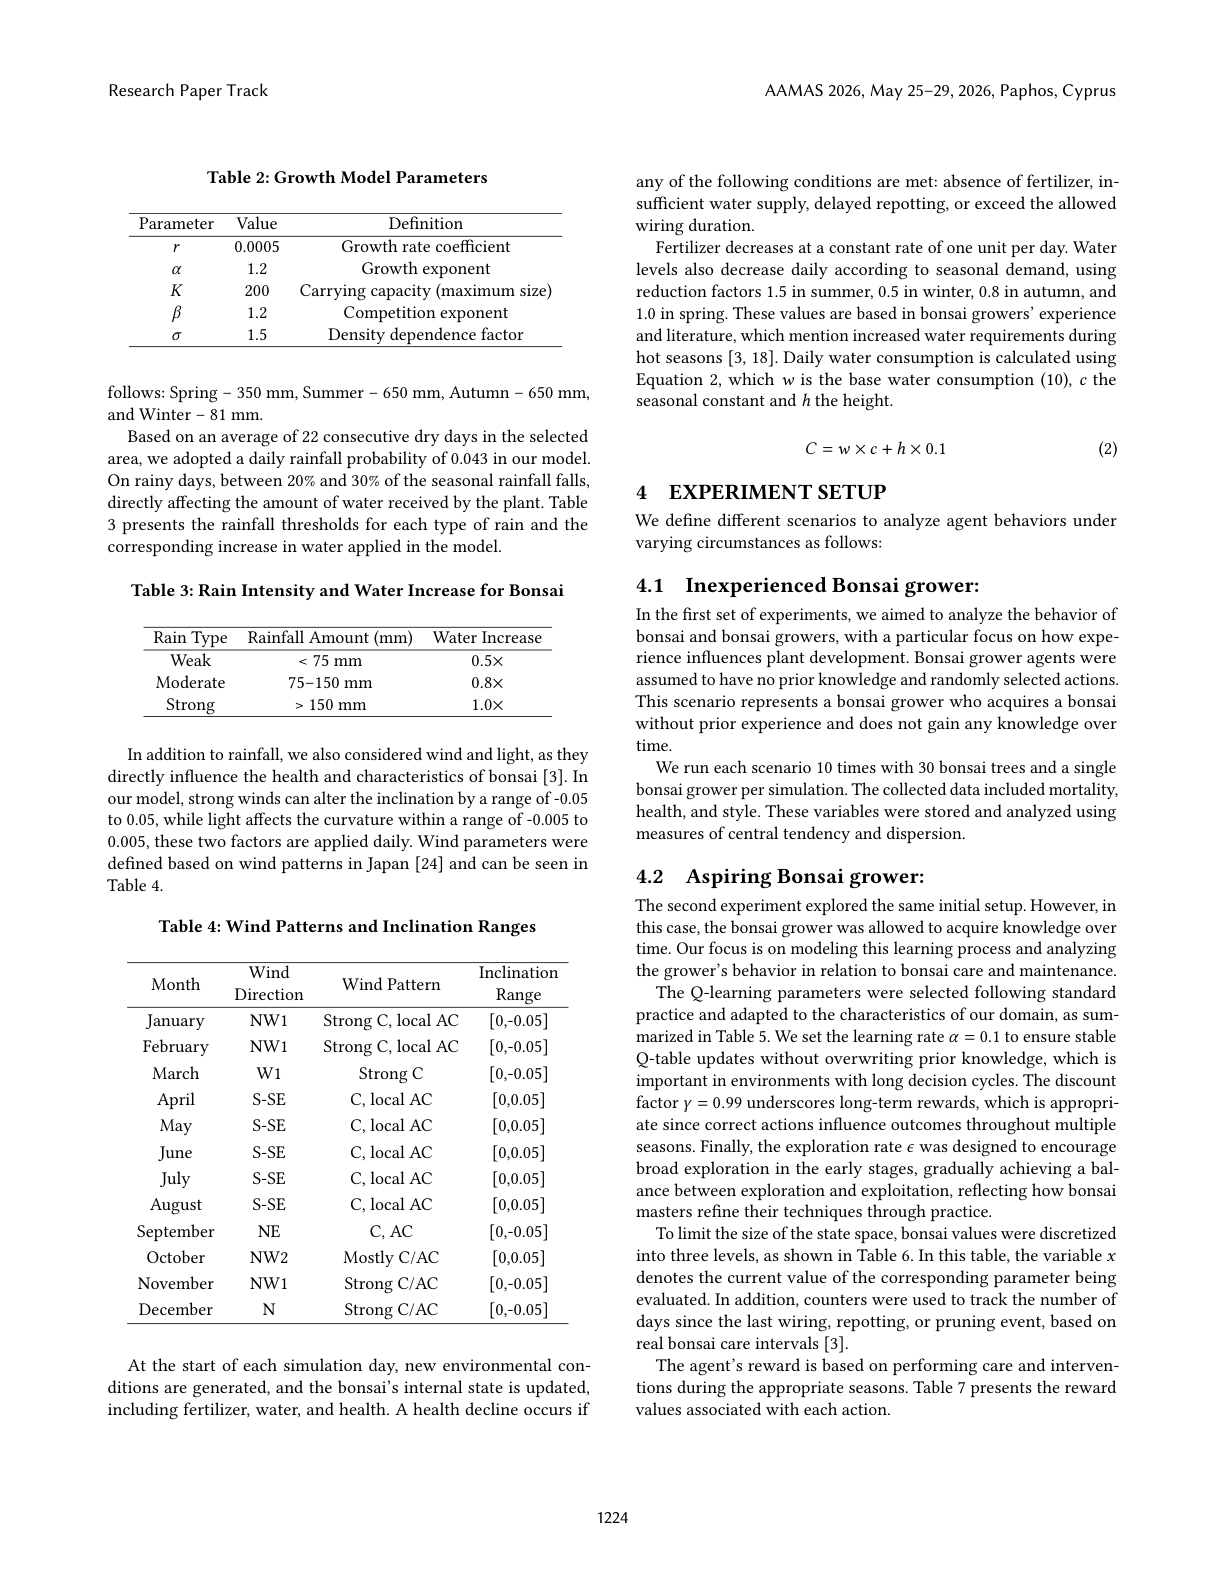 Research Paper Track
AAMAS 2026, May 25–29, 2026, Paphos, Cyprus
Table 2: Growth Model Parameters
Parameter Value Definition
r 0.0005 Growth rate coefficient
α 1.2 Growth exponent
K 200 Carrying capacity (maximum size)
β 1.2 Competition exponent
σ 1.5 Density dependence factor
follows: Spring – 350 mm, Summer – 650 mm, Autumn – 650 mm,
and Winter – 81 mm.
Based on an average of 22 consecutive dry days in the selected
area, we adopted a daily rainfall probability of 0.043 in our model.
On rainy days, between 20% and 30% of the seasonal rainfall falls,
directly affecting the amount of water received by the plant. Table
3 presents the rainfall thresholds for each type of rain and the
corresponding increase in water applied in the model.
Table 3: Rain Intensity and Water Increase for Bonsai
Rain Type Rainfall Amount (mm) Water Increase
Weak < 75 mm 0.5×
Moderate 75–150 mm 0.8×
Strong > 150 mm 1.0×
In addition to rainfall, we also considered wind and light, as they
directly influence the health and characteristics of bonsai [3]. In
our model, strong winds can alter the inclination by a range of -0.05
to 0.05, while light affects the curvature within a range of -0.005 to
0.005, these two factors are applied daily. Wind parameters were
defined based on wind patterns in Japan [24] and can be seen in
Table 4.
Table 4: Wind Patterns and Inclination Ranges
Month Wind Direction Wind Pattern Inclination Range
January NW1 Strong C, local AC [0,-0.05]
February NW1 Strong C, local AC [0,-0.05]
March W1 Strong C [0,-0.05]
April S-SE C, local AC [0,0.05]
May S-SE C, local AC [0,0.05]
June S-SE C, local AC [0,0.05]
July S-SE C, local AC [0,0.05]
August S-SE C, local AC [0,0.05]
September NE C, AC [0,-0.05]
October NW2 Mostly C/AC [0,0.05]
November NW1 Strong C/AC [0,-0.05]
December N Strong C/AC [0,-0.05]
At the start of each simulation day, new environmental con-
ditions are generated, and the bonsai's internal state is updated,
including fertilizer, water, and health. A health decline occurs if
any of the following conditions are met: absence of fertilizer, in-
sufficient water supply, delayed repotting, or exceed the allowed
wiring duration.
Fertilizer decreases at a constant rate of one unit per day. Water
levels also decrease daily according to seasonal demand, using
reduction factors 1.5 in summer, 0.5 in winter, 0.8 in autumn, and
1.0 in spring. These values are based in bonsai growers' experience
and literature, which mention increased water requirements during
hot seasons [3, 18]. Daily water consumption is calculated using
Equation 2, which w is the base water consumption (10), c the
seasonal constant and h the height.
C = w × c + h × 0.1 (2)
4 EXPERIMENT SETUP
We define different scenarios to analyze agent behaviors under
varying circumstances as follows:
4.1 Inexperienced Bonsai grower:
In the first set of experiments, we aimed to analyze the behavior of
bonsai and bonsai growers, with a particular focus on how expe-
rience influences plant development. Bonsai grower agents were
assumed to have no prior knowledge and randomly selected actions.
This scenario represents a bonsai grower who acquires a bonsai
without prior experience and does not gain any knowledge over
time.
We run each scenario 10 times with 30 bonsai trees and a single
bonsai grower per simulation. The collected data included mortality,
health, and style. These variables were stored and analyzed using
measures of central tendency and dispersion.
4.2 Aspiring Bonsai grower:
The second experiment explored the same initial setup. However, in
this case, the bonsai grower was allowed to acquire knowledge over
time. Our focus is on modeling this learning process and analyzing
the grower's behavior in relation to bonsai care and maintenance.
The Q-learning parameters were selected following standard
practice and adapted to the characteristics of our domain, as sum-
marized in Table 5. We set the learning rate α = 0.1 to ensure stable
Q-table updates without overwriting prior knowledge, which is
important in environments with long decision cycles. The discount
factor γ = 0.99 underscores long-term rewards, which is appropri-
ate since correct actions influence outcomes throughout multiple
seasons. Finally, the exploration rate ϵ was designed to encourage
broad exploration in the early stages, gradually achieving a bal-
ance between exploration and exploitation, reflecting how bonsai
masters refine their techniques through practice.
To limit the size of the state space, bonsai values were discretized
into three levels, as shown in Table 6. In this table, the variable x
denotes the current value of the corresponding parameter being
evaluated. In addition, counters were used to track the number of
days since the last wiring, repotting, or pruning event, based on
real bonsai care intervals [3].
The agent's reward is based on performing care and interven-
tions during the appropriate seasons. Table 7 presents the reward
values associated with each action.
1224